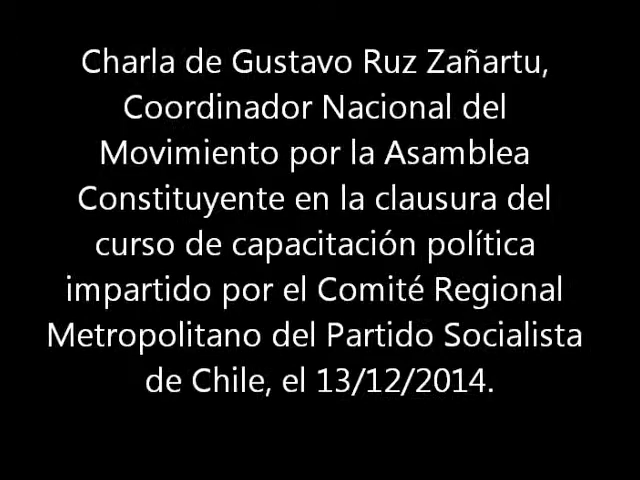 Charla de Gustavo Ruz Zañartu,
Coordinador Nacional del
Movimiento por la Asamblea
Constituyente en la clausura del
curso de capacitación política
impartido por el Comité Regional
Metropolitano del Partido Socialista
de Chile, el 13/12/2014.